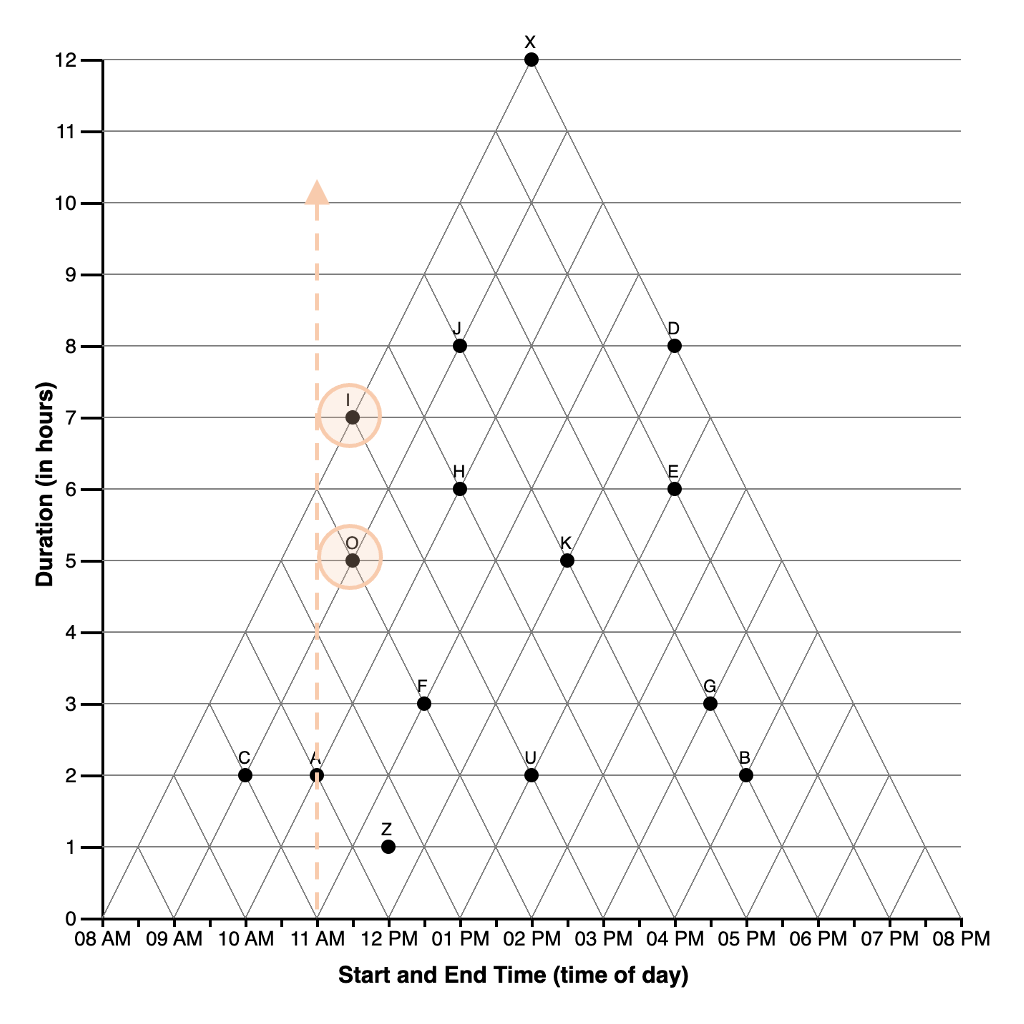 X
12
11
10
9
J
D
8
I
7
H
E
6
O
K
5
4
F
G
3
C
A
U
B
2
Z
1
0
Duration (in hours)
08 AM 09 AM 10 AM 11 AM 12 PM 01 PM 02 PM 03 PM 04 PM 05 PM 06 PM 07 PM 08 PM
Start and End Time (time of day)